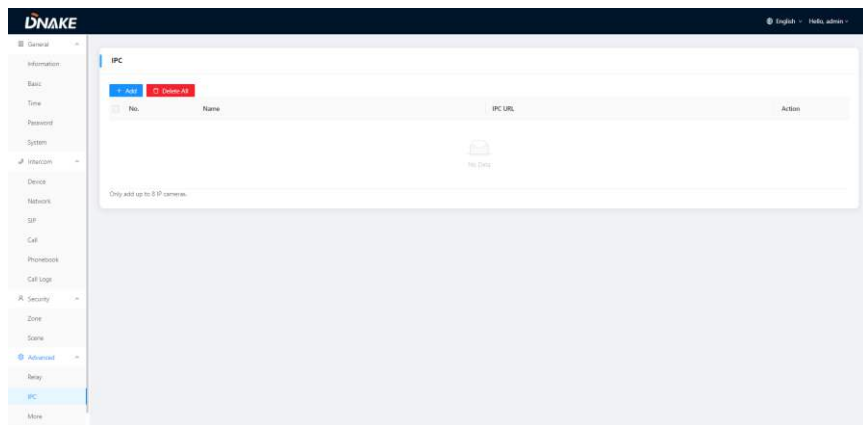 DNAKE
English Hello, admin
General
Information
Basic
Time
Password
System
Intercom
Device
Network
SIP
Call
Phonebook
Call Logs
Security
Zone
Scene
Advanced
Relay
IPC
More
IPC
+ Add Delete All
No. Name IPC URL Action
No Data
Only add up to 8 IP cameras.